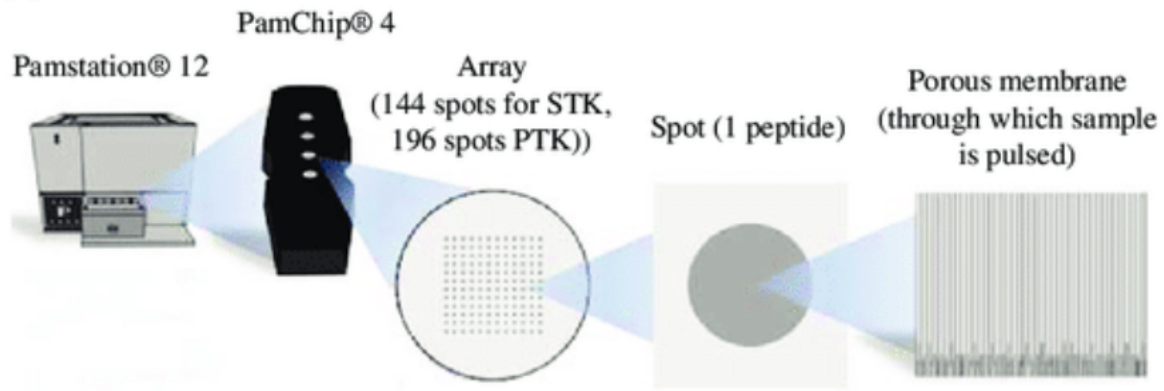 PamChip® 4
Pamstation® 12
Array
(144 spots for STK,
196 spots PTK))
Spot (1 peptide)
Porous membrane
(through which sample
is pulsed)
P